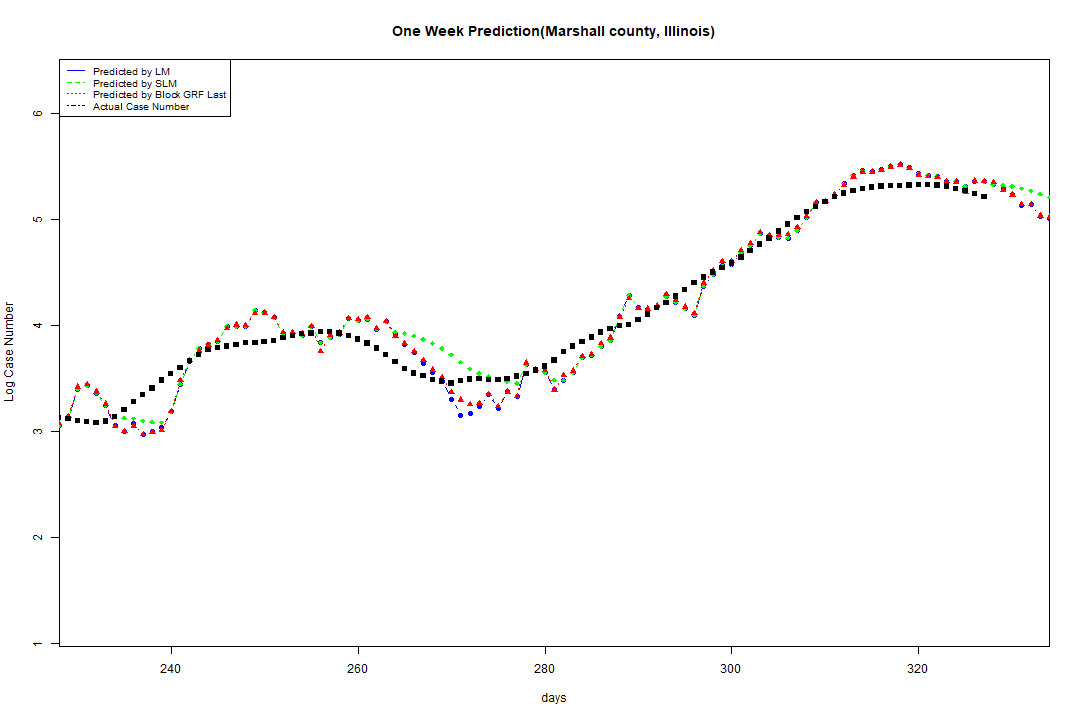 One Week Prediction(Marshall county, Illinois)
Predicted by LM
Predicted by SLM
Predicted by Block GRF Last
Actual Case Number
6
5
4
3
2
1
Log Case Number
240 260 280 300 320
days